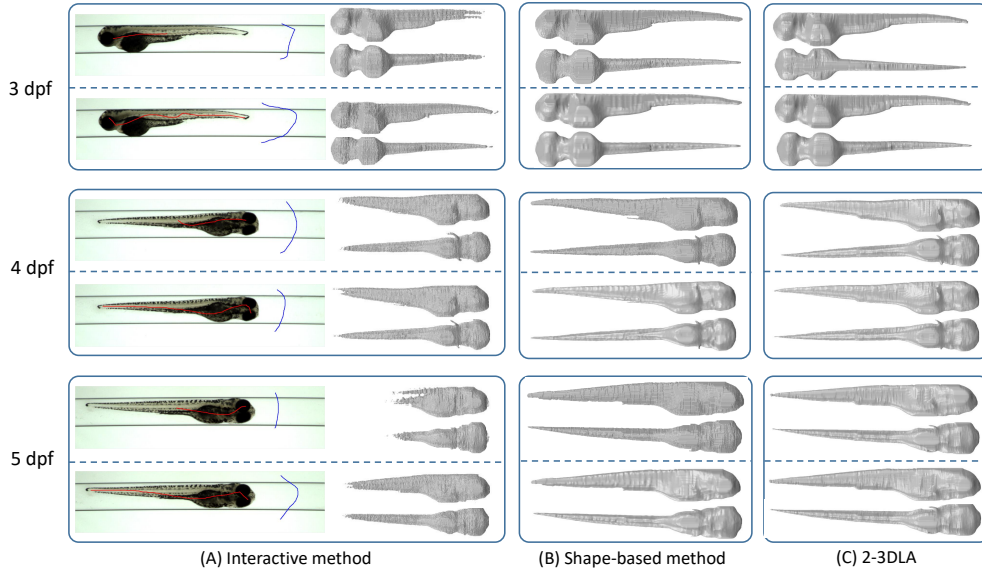 3 dpf
4 dpf
5 dpf
(A) Interactive method
(B) Shape-based method
(C) 2-3DLA